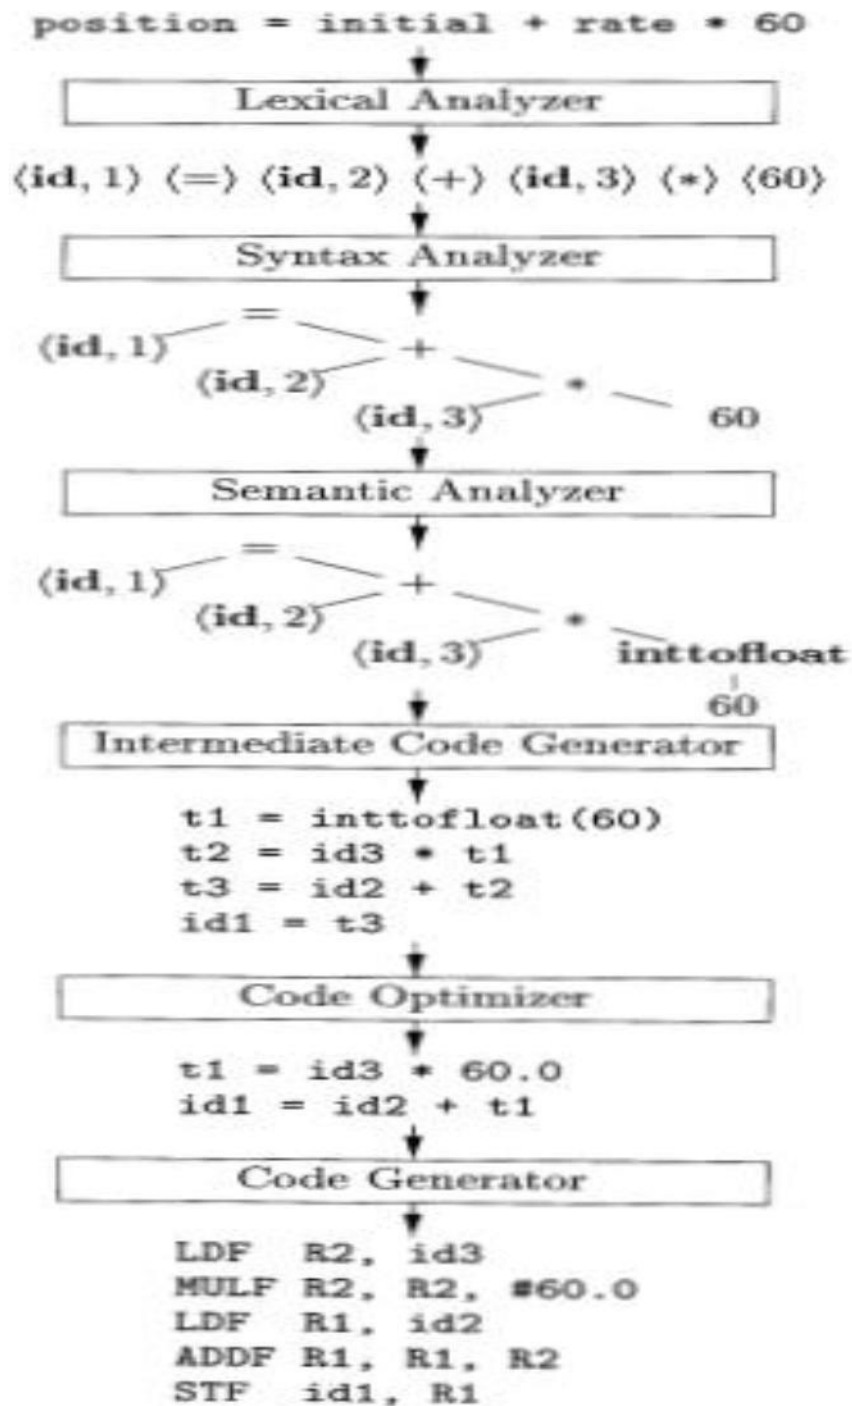 position = initial + rate * 60
Lexical Analyzer
⟨id, 1⟩ ⟨=⟩ ⟨id, 2⟩ ⟨+⟩ ⟨id, 3⟩ ⟨*⟩ ⟨60⟩
Syntax Analyzer
=
⟨id, 1⟩ +
⟨id, 2⟩ *
⟨id, 3⟩ 60
Semantic Analyzer
=
⟨id, 1⟩ +
⟨id, 2⟩ *
⟨id, 3⟩ inttofloat
60
Intermediate Code Generator
t1 = inttofloat(60)
t2 = id3 * t1
t3 = id2 + t2
id1 = t3
Code Optimizer
t1 = id3 * 60.0
id1 = id2 + t1
Code Generator
LDF R2, id3
MULF R2, R2, #60.0
LDF R1, id2
ADDF R1, R1, R2
STF id1, R1